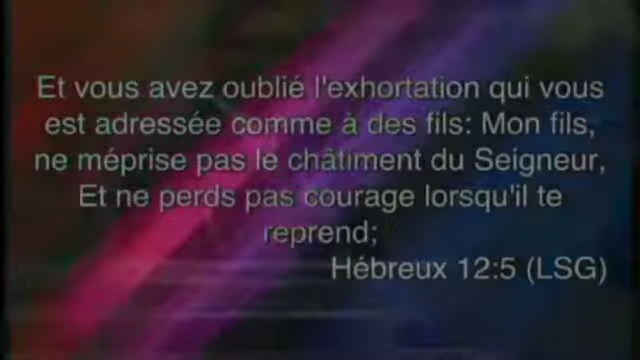 Et vous avez oublié l'exhortation qui vous
est adressée comme à des fils: Mon fils,
ne méprise pas le châtiment du Seigneur,
Et ne perds pas courage lorsqu'il te
reprend;
Hébreux 12:5 (LSG)